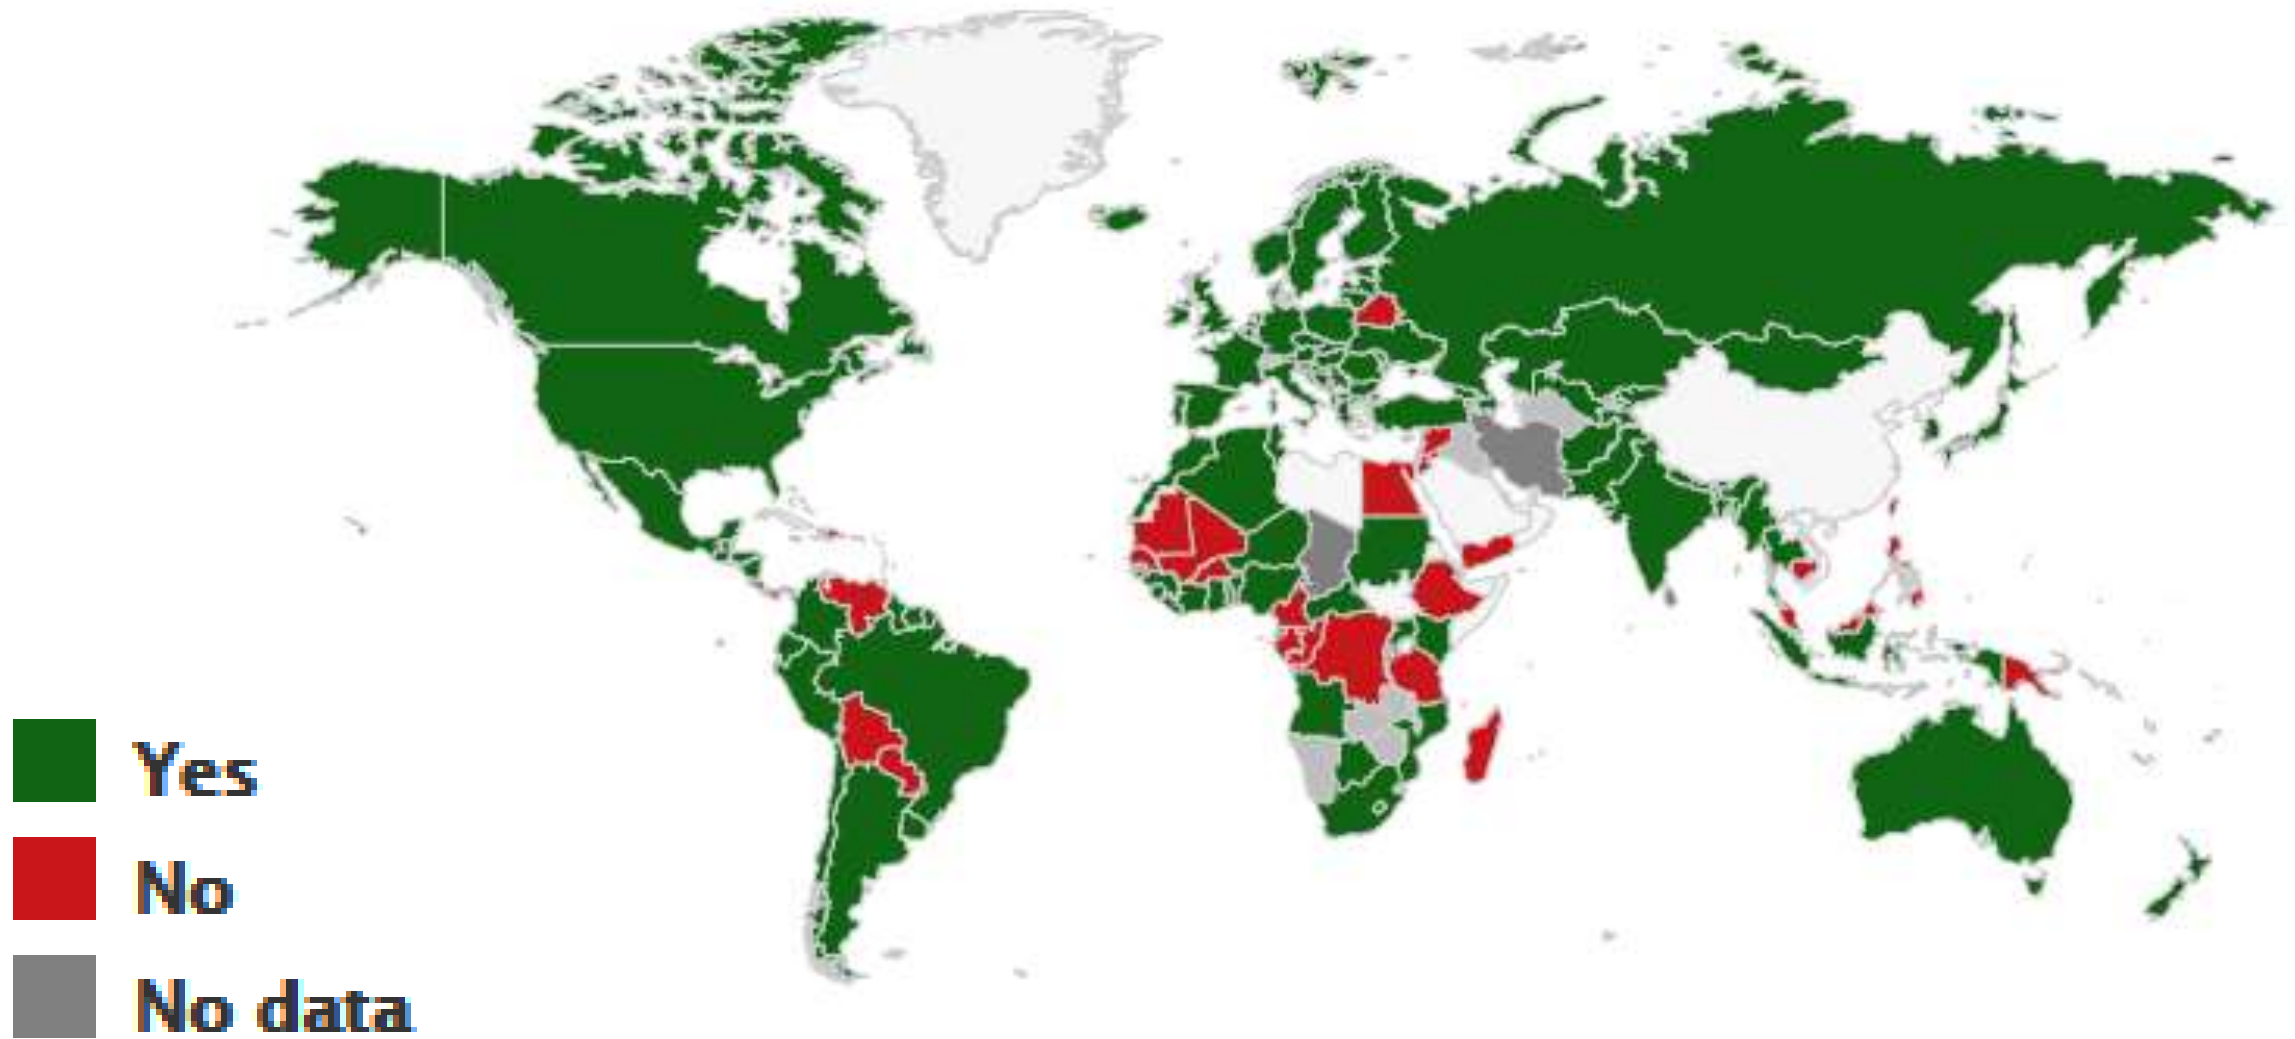 Yes
No
No data